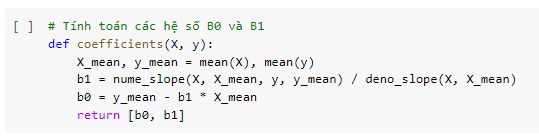 [ ] # Tính toán các hệ số B0 và B1
def coefficients(X, y):
X_mean, y_mean = mean(X), mean(y)
b1 = nume_slope(X, X_mean, y, y_mean) / deno_slope(X, X_mean)
b0 = y_mean - b1 * X_mean
return [b0, b1]